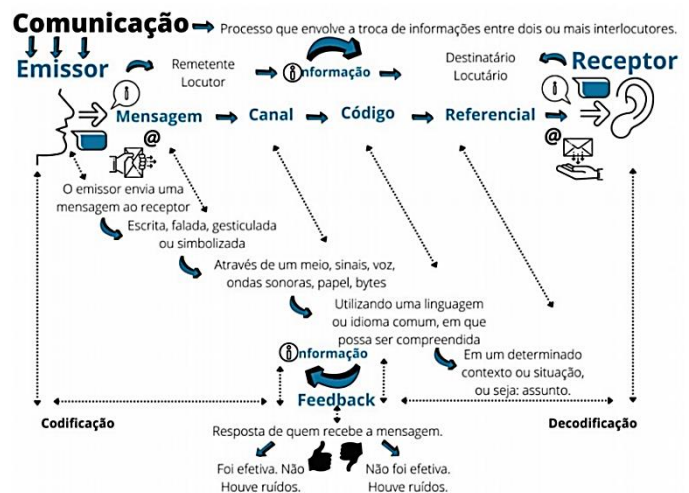 Comunicação
Processo que envolve a troca de informações entre dois ou mais interlocutores.
Emissor
Remetente
Locutor
informação
Destinatário
Locutário
Receptor
Mensagem
Canal
Código
Referencial
@
@
O emissor envia uma
mensagem ao receptor
Escrita, falada, gesticulada
ou simbolizada
Através de um meio, sinais, voz,
ondas sonoras, papel, bytes
Utilizando uma linguagem
ou idioma comum, em que
possa ser compreendida
Em um determinado
contexto ou situação,
ou seja: assunto.
informação
Feedback
Codificação
Decodificação
Resposta de quem recebe a mensagem.
Foi efetiva. Não
Houve ruídos.
Não foi efetiva.
Houve ruídos.